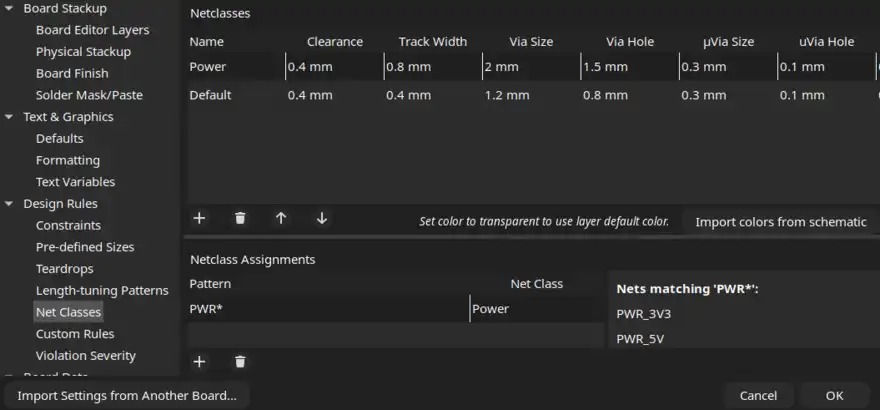 Board Stackup
Board Editor Layers
Physical Stackup
Board Finish
Solder Mask/Paste
Text & Graphics
Defaults
Formatting
Text Variables
Design Rules
Constraints
Pre-defined Sizes
Teardrops
Length-tuning Patterns
Net Classes
Custom Rules
Violation Severity
Netclasses
Name Clearance Track Width Via Size Via Hole µVia Size uVia Hole
Power 0.4 mm 0.8 mm 2 mm 1.5 mm 0.3 mm 0.1 mm
Default 0.4 mm 0.4 mm 1.2 mm 0.8 mm 0.3 mm 0.1 mm
Set color to transparent to use layer default color. Import colors from schematic
Netclass Assignments
Pattern Net Class
PWR* Power
Nets matching 'PWR*':
PWR_3V3
PWR_5V
Import Settings from Another Board... Cancel OK